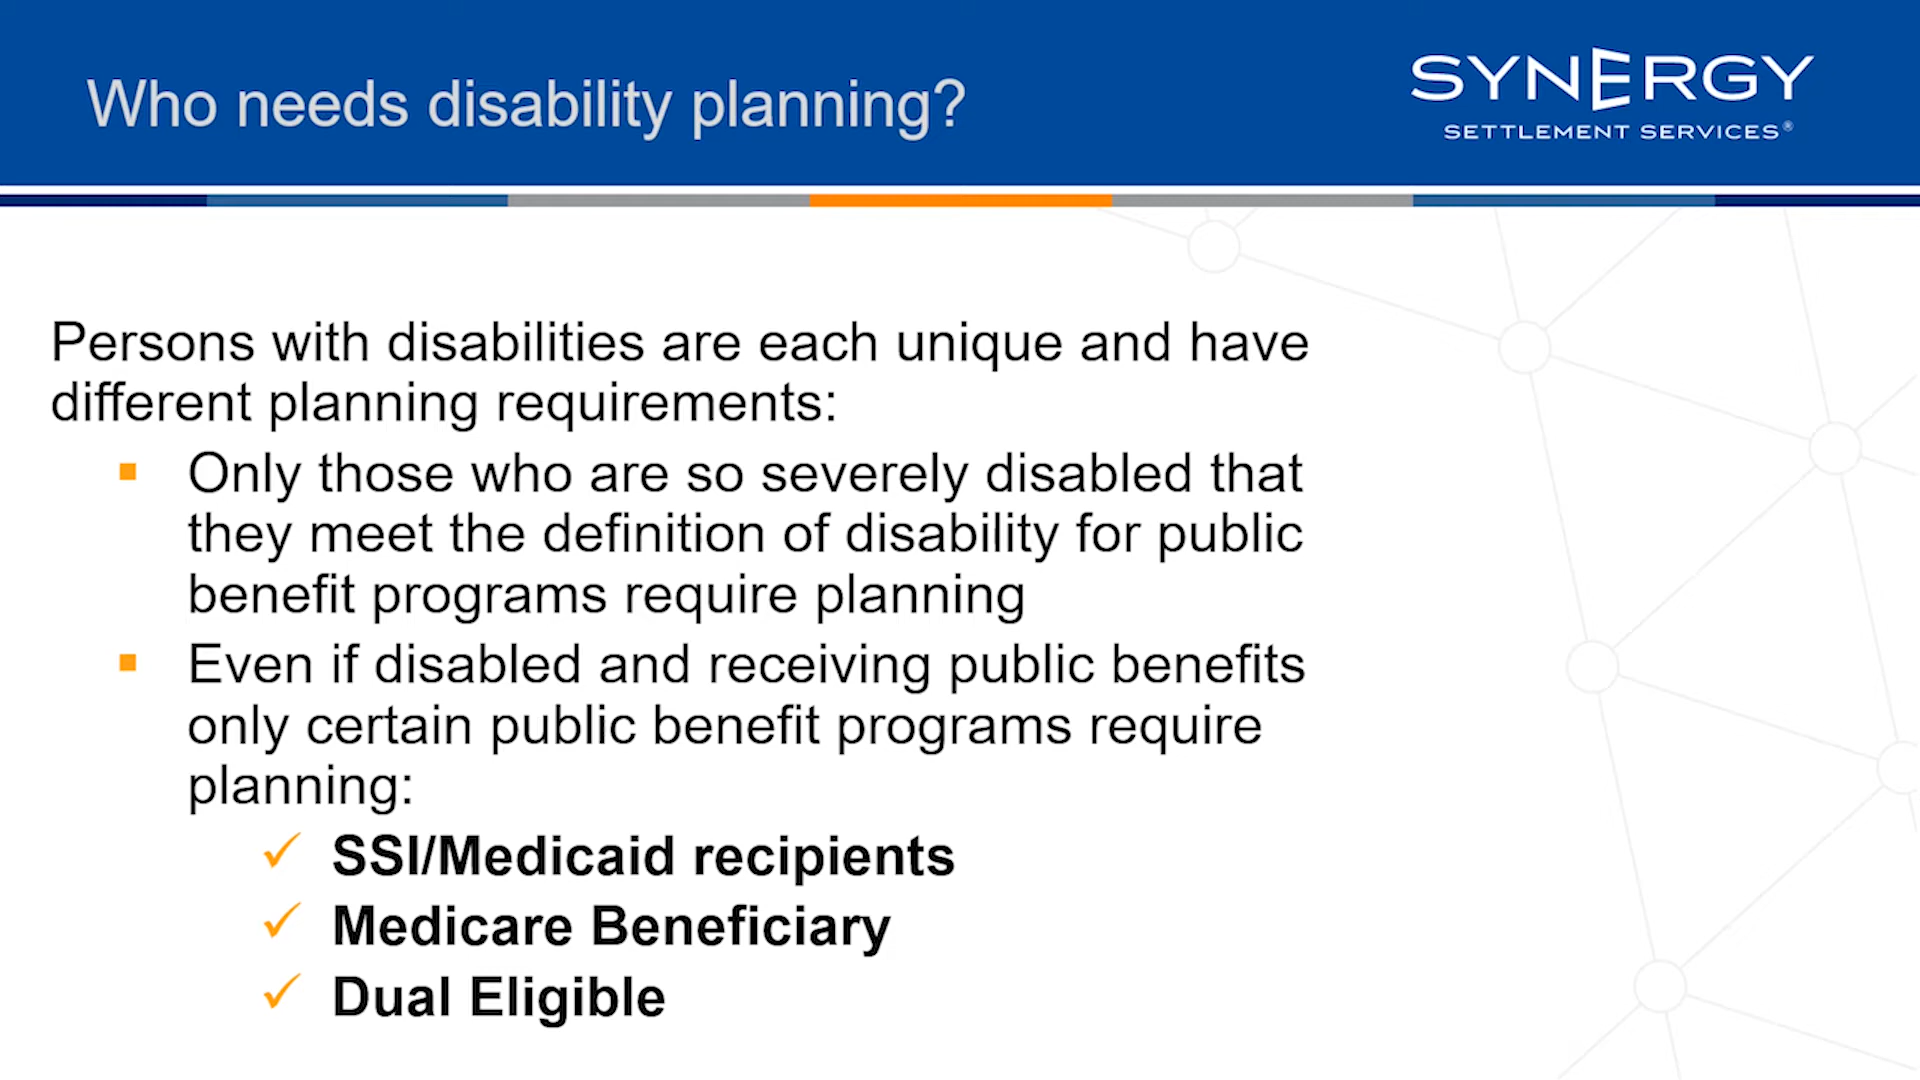 Who needs disability planning?
SYNERGY
SETTLEMENT SERVICES®
Persons with disabilities are each unique and have
different planning requirements:
Only those who are so severely disabled that
they meet the definition of disability for public
benefit programs require planning
Even if disabled and receiving public benefits
only certain public benefit programs require
planning:
SSI/Medicaid recipients
Medicare Beneficiary
Dual Eligible